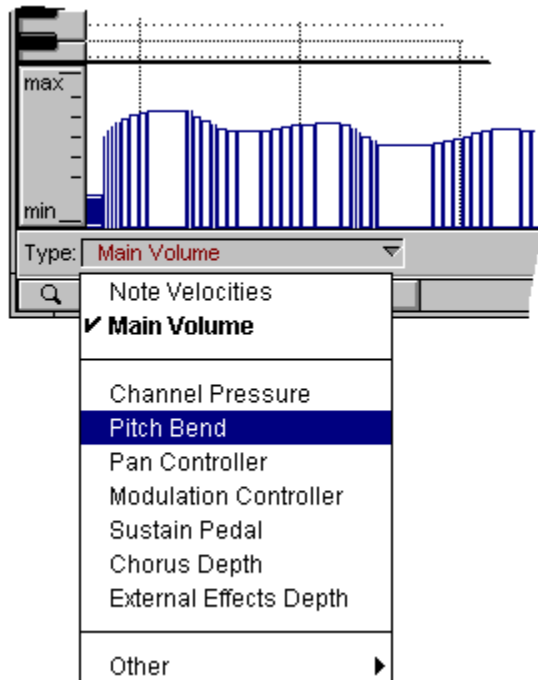 max
min
Type: Main Volume
Note Velocities
✔ Main Volume
Channel Pressure
Pitch Bend
Pan Controller
Modulation Controller
Sustain Pedal
Chorus Depth
External Effects Depth
Other